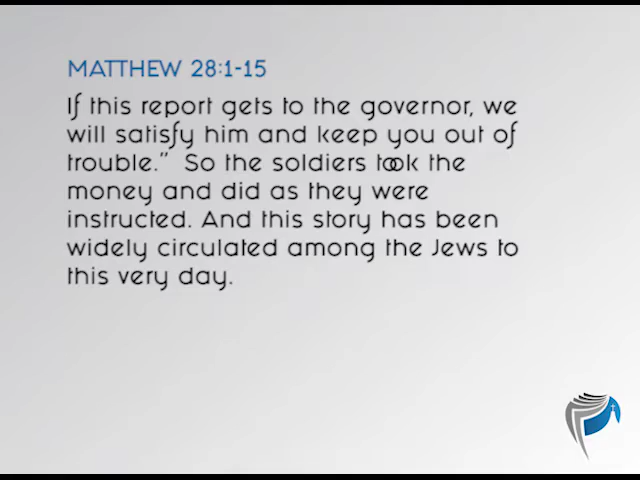 MATTHEW 28:1-15
If this report gets to the governor, we
will satisfy him and keep you out of
trouble.” So the soldiers took the
money and did as they were
instructed. And this story has been
widely circulated among the Jews to
this very day.